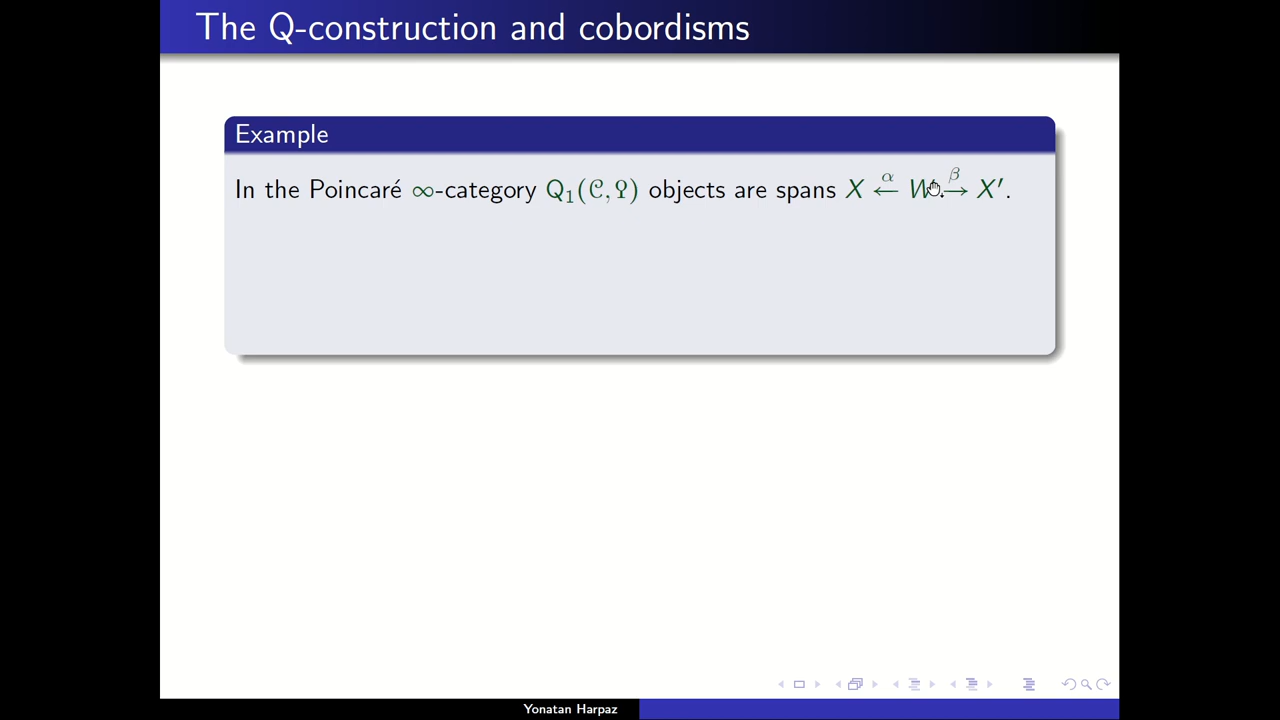 The Q-construction and cobordisms
Example
In the Poincaré ∞-category Q₁(𝒞, Ϙ) objects are spans X ←α W →β X′.
Yonatan Harpaz